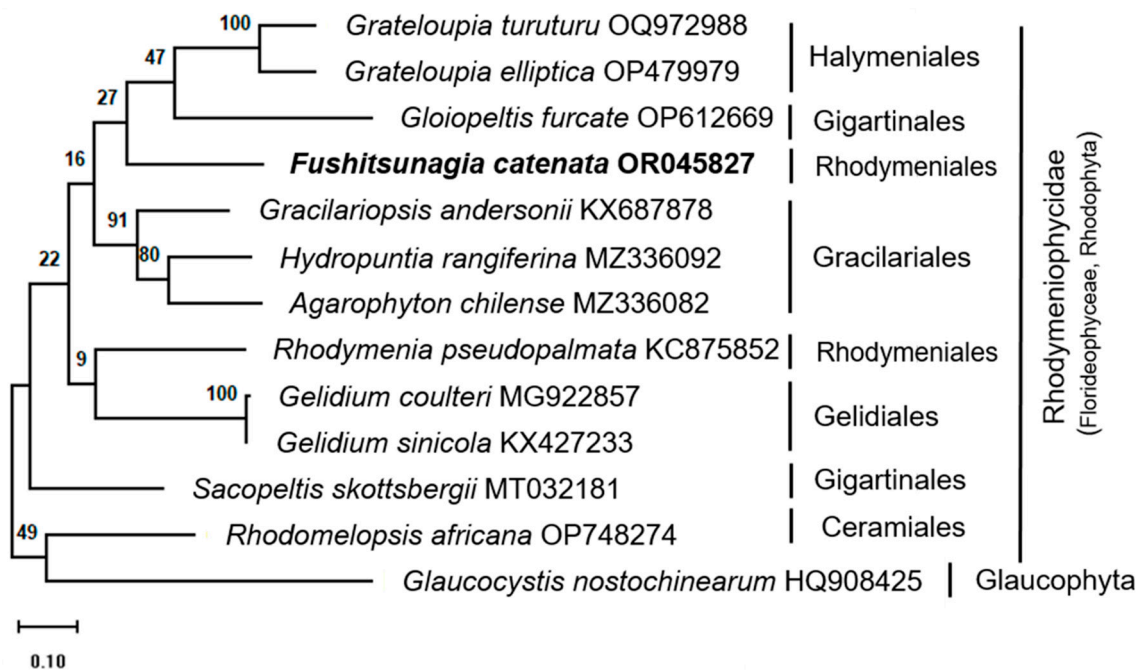 100 Grateloupia turuturu OQ972988
47 Grateloupia elliptica OP479979
Halymeniales
27 Gloiopeltis furcate OP612669 Gigartinales
16 Fushitsunagia catenata OR045827 Rhodymeniales
91 Gracilariopsis andersonii KX687878
22 80 Hydropuntia rangiferina MZ336092 Gracilariales
Agarophyton chilense MZ336082
9 Rhodymenia pseudopalmata KC875852 Rhodymeniales
100 Gelidium coulteri MG922857
Gelidiales
Gelidium sinicola KX427233
Sacopeltis skottsbergii MT032181 Gigartinales
49 Rhodomelopsis africana OP748274 Ceramiales
Glaucocystis nostochinearum HQ908425 Glaucophyta
Rhodymeniophycidae
(Florideophyceae, Rhodophyta)
0.10